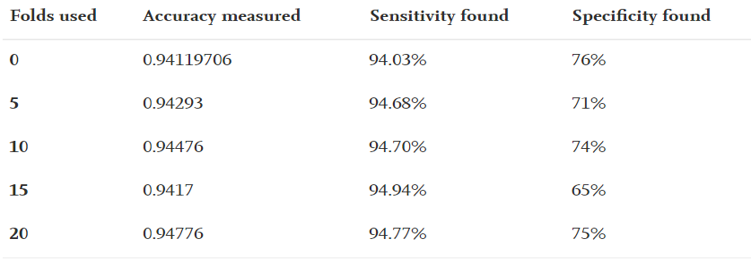 Folds used Accuracy measured Sensitivity found Specificity found
0 0.94119706 94.03% 76%
5 0.94293 94.68% 71%
10 0.94476 94.70% 74%
15 0.9417 94.94% 65%
20 0.94776 94.77% 75%